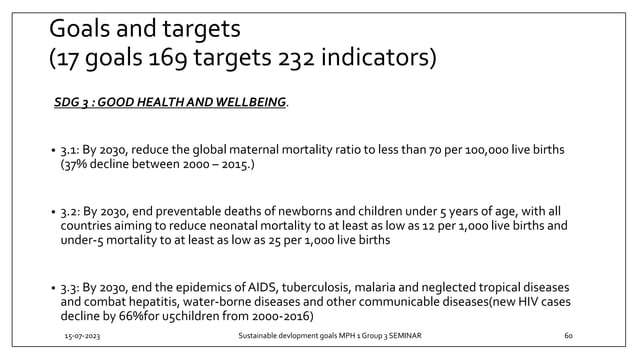 Goals and targets
(17 goals 169 targets 232 indicators)
SDG 3 : GOOD HEALTH AND WELLBEING.
▪ 3.1: By 2030, reduce the global maternal mortality ratio to less than 70 per 100,000 live births
(37% decline between 2000 – 2015.)
▪ 3.2: By 2030, end preventable deaths of newborns and children under 5 years of age, with all
countries aiming to reduce neonatal mortality to at least as low as 12 per 1,000 live births and
under-5 mortality to at least as low as 25 per 1,000 live births
▪ 3.3: By 2030, end the epidemics of AIDS, tuberculosis, malaria and neglected tropical diseases
and combat hepatitis, water-borne diseases and other communicable diseases(new HIV cases
decline by 66%for u5children from 2000-2016)
15-07-2023 Sustainable devlopment goals MPH 1 Group 3 SEMINAR 60